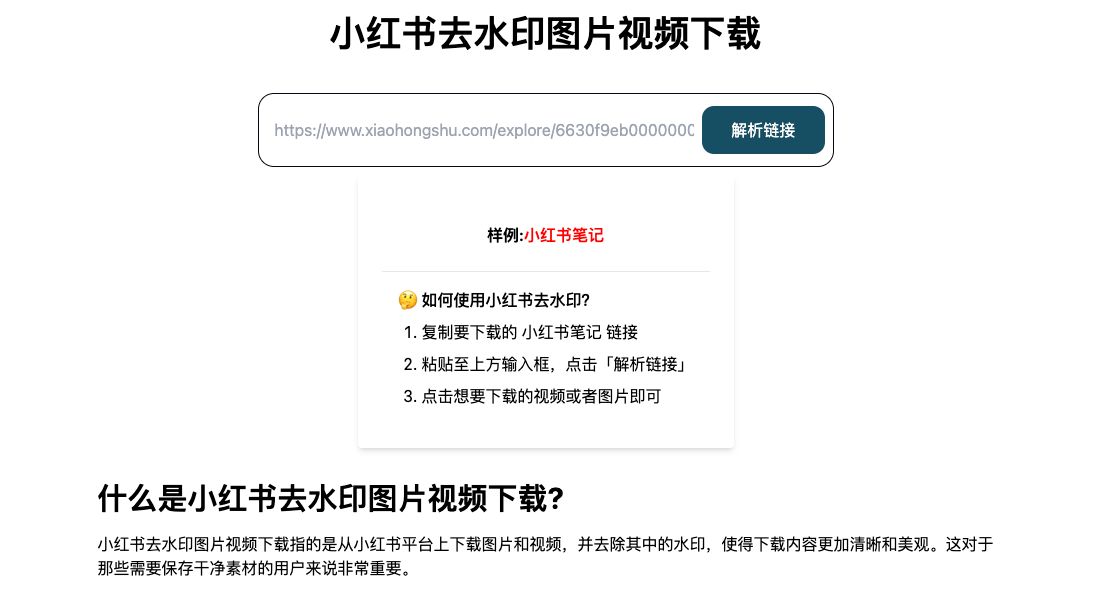 小红书去水印图片视频下载
https://www.xiaohongshu.com/explore/6630f9eb0000000
解析链接
样例:小红书笔记
🤔 如何使用小红书去水印?
1. 复制要下载的 小红书笔记 链接
2. 粘贴至上方输入框，点击「解析链接」
3. 点击想要下载的视频或者图片即可
什么是小红书去水印图片视频下载?
小红书去水印图片视频下载指的是从小红书平台上下载图片和视频，并去除其中的水印，使得下载内容更加清晰和美观。这对于
那些需要保存干净素材的用户来说非常重要。